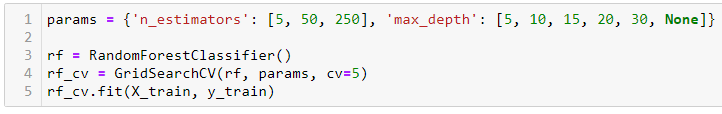 1 params = {'n_estimators': [5, 50, 250], 'max_depth': [5, 10, 15, 20, 30, None]}
2
3 rf = RandomForestClassifier()
4 rf_cv = GridSearchCV(rf, params, cv=5)
5 rf_cv.fit(X_train, y_train)